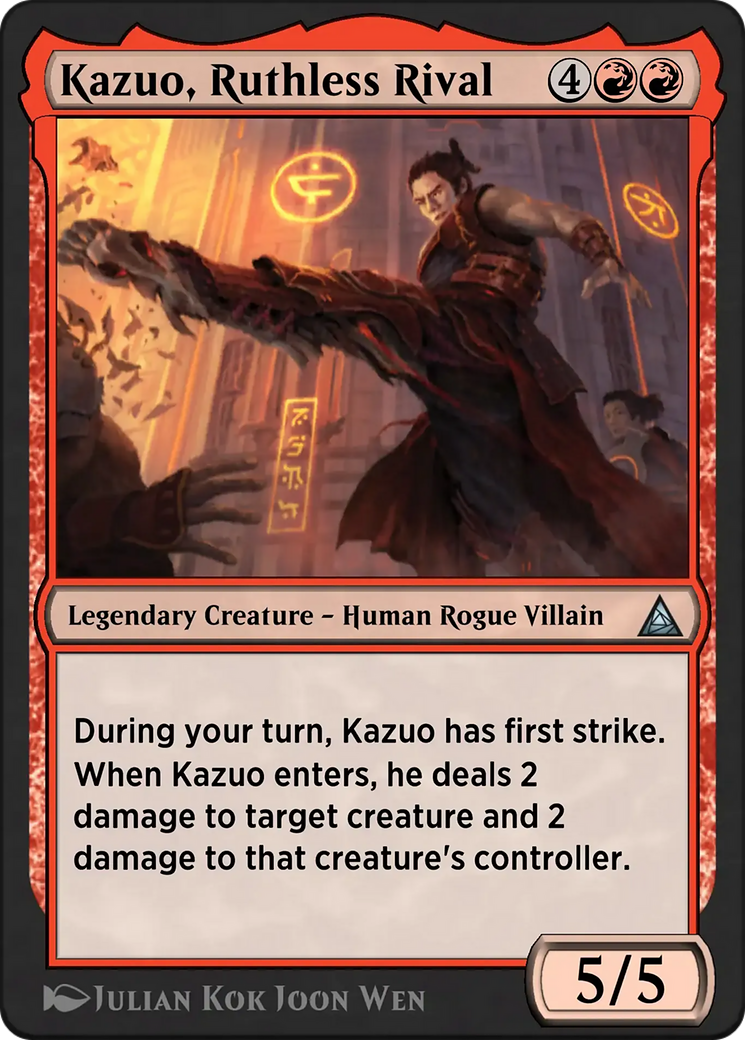 Kazuo, Ruthless Rival 4
Legendary Creature – Human Rogue Villain
During your turn, Kazuo has first strike.
When Kazuo enters, he deals 2
damage to target creature and 2
damage to that creature's controller.
5/5
Julian Kok Joon Wen